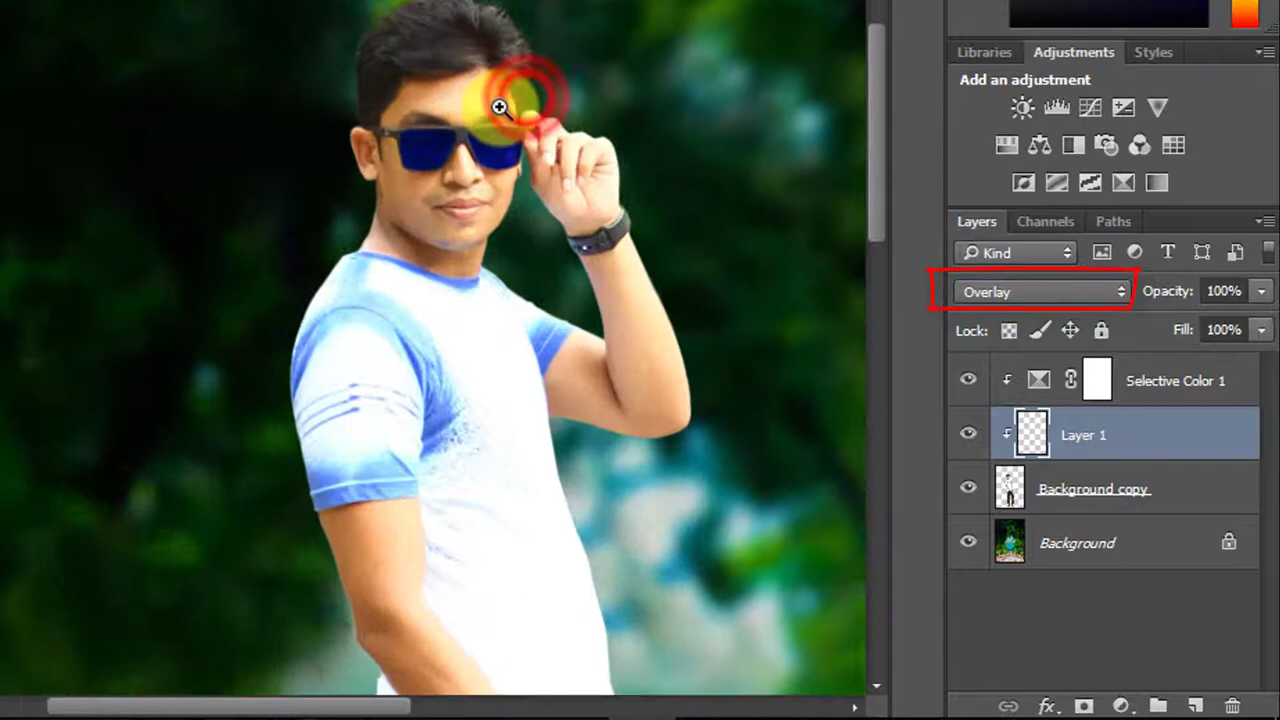 Libraries Adjustments Styles
Add an adjustment
Layers Channels Paths
Kind
Overlay Opacity: 100%
Lock: Fill: 100%
Selective Color 1
Layer 1
Background copy
Background
fx